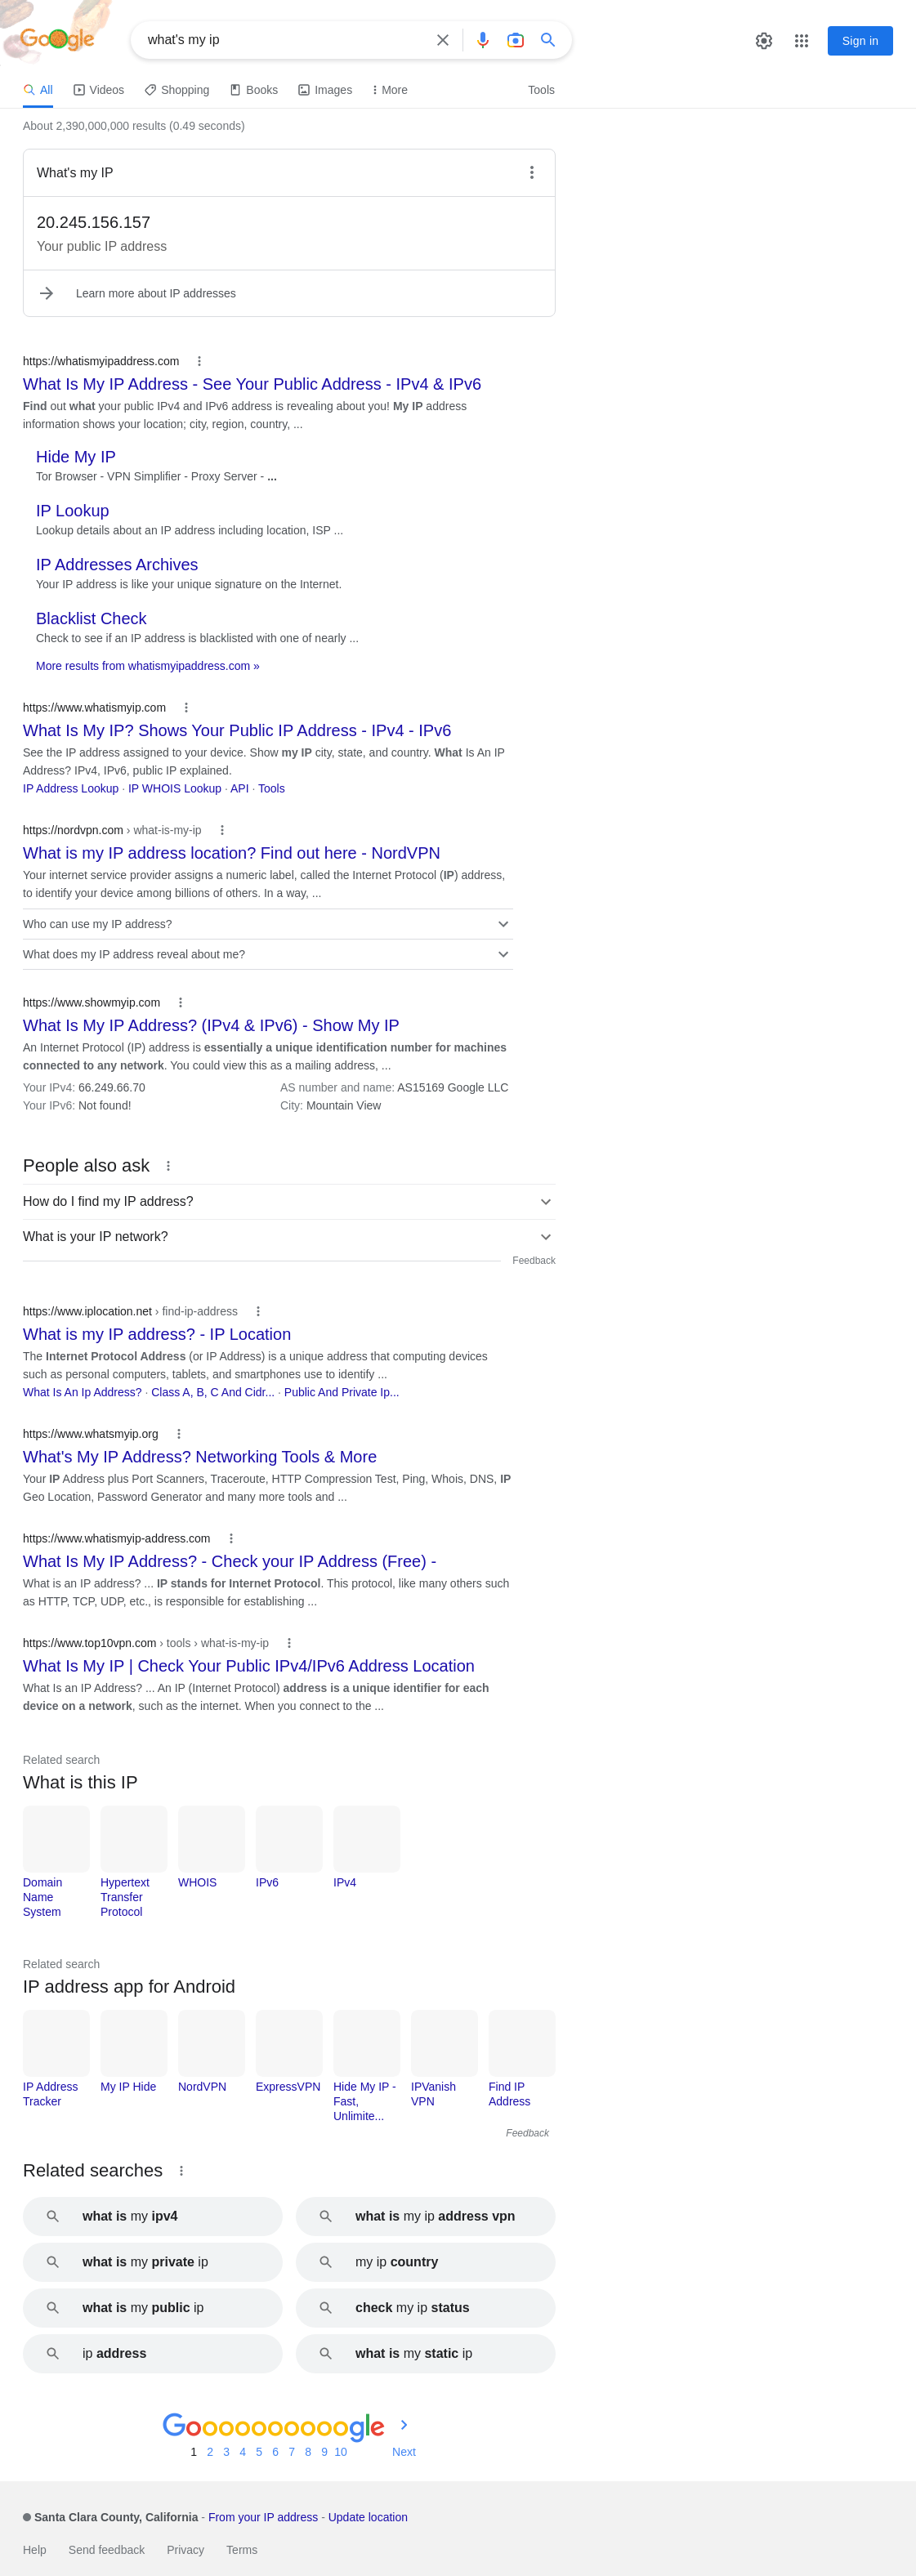 Google
what's my ip
Sign in
All Videos Shopping Books Images More Tools
About 2,390,000,000 results (0.49 seconds)
What's my IP
20.245.156.157
Your public IP address
Learn more about IP addresses
https://whatismyipaddress.com
What Is My IP Address - See Your Public Address - IPv4 & IPv6
Find out what your public IPv4 and IPv6 address is revealing about you! My IP address
information shows your location; city, region, country, ...
Hide My IP
Tor Browser - VPN Simplifier - Proxy Server - ...
IP Lookup
Lookup details about an IP address including location, ISP ...
IP Addresses Archives
Your IP address is like your unique signature on the Internet.
Blacklist Check
Check to see if an IP address is blacklisted with one of nearly ...
More results from whatismyipaddress.com »
https://www.whatismyip.com
What Is My IP? Shows Your Public IP Address - IPv4 - IPv6
See the IP address assigned to your device. Show my IP city, state, and country. What Is An IP
Address? IPv4, IPv6, public IP explained.
IP Address Lookup · IP WHOIS Lookup · API · Tools
https://nordvpn.com › what-is-my-ip
What is my IP address location? Find out here - NordVPN
Your internet service provider assigns a numeric label, called the Internet Protocol (IP) address,
to identify your device among billions of others. In a way, ...
Who can use my IP address?
What does my IP address reveal about me?
https://www.showmyip.com
What Is My IP Address? (IPv4 & IPv6) - Show My IP
An Internet Protocol (IP) address is essentially a unique identification number for machines
connected to any network. You could view this as a mailing address, ...
Your IPv4: 66.249.66.70 AS number and name: AS15169 Google LLC
Your IPv6: Not found! City: Mountain View
People also ask
How do I find my IP address?
What is your IP network?
Feedback
https://www.iplocation.net › find-ip-address
What is my IP address? - IP Location
The Internet Protocol Address (or IP Address) is a unique address that computing devices
such as personal computers, tablets, and smartphones use to identify ...
What Is An Ip Address? · Class A, B, C And Cidr... · Public And Private Ip...
https://www.whatsmyip.org
What's My IP Address? Networking Tools & More
Your IP Address plus Port Scanners, Traceroute, HTTP Compression Test, Ping, Whois, DNS, IP
Geo Location, Password Generator and many more tools and ...
https://www.whatismyip-address.com
What Is My IP Address? - Check your IP Address (Free) -
What is an IP address? ... IP stands for Internet Protocol. This protocol, like many others such
as HTTP, TCP, UDP, etc., is responsible for establishing ...
https://www.top10vpn.com › tools › what-is-my-ip
What Is My IP | Check Your Public IPv4/IPv6 Address Location
What Is an IP Address? ... An IP (Internet Protocol) address is a unique identifier for each
device on a network, such as the internet. When you connect to the ...
Related search
What is this IP
Domain Hypertext WHOIS IPv6 IPv4
Name Transfer
System Protocol
Related search
IP address app for Android
IP Address My IP Hide NordVPN ExpressVPN Hide My IP - IPVanish Find IP
Tracker Fast, VPN Address
Unlimite...
Feedback
Related searches
what is my ipv4 what is my ip address vpn
what is my private ip my ip country
what is my public ip check my ip status
ip address what is my static ip
Goooooooooogle
1 2 3 4 5 6 7 8 9 10 Next
Santa Clara County, California - From your IP address - Update location
Help Send feedback Privacy Terms